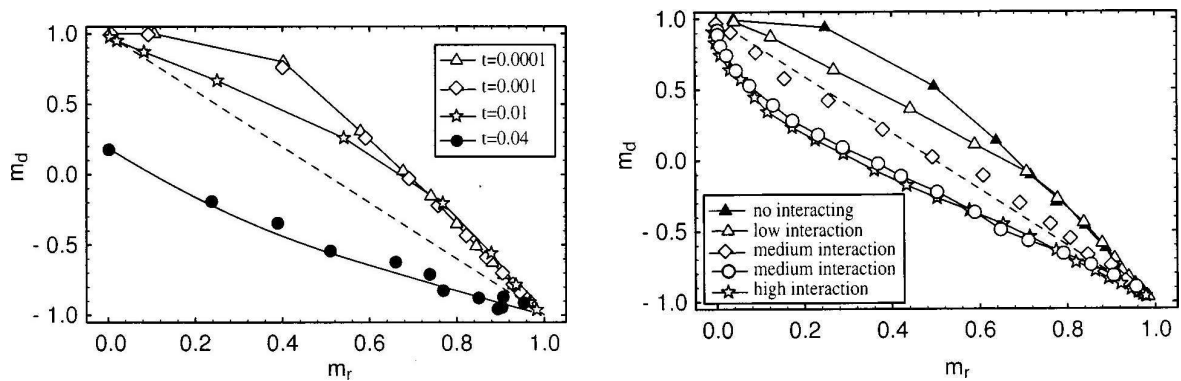 1.0
0.5
0.0
- 0.5
- 1.0
m_d
0.0
0.2
0.4
0.6
0.8
1.0
m_r
t=0.0001
t=0.001
t=0.01
t=0.04
1.0
0.5
0.0
- 0.5
- 1.0
m_d
0.0
0.2
0.4
0.6
0.8
1.0
m_r
no interacting
low interaction
medium interaction
medium interaction
high interaction